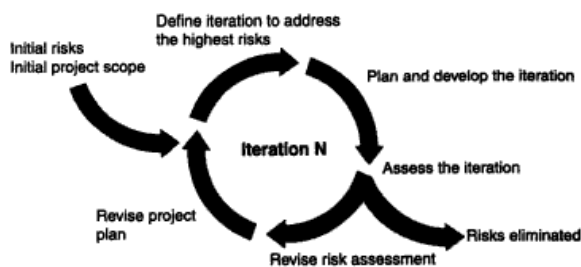 Define iteration to address
the highest risks
Initial risks
Initial project scope
Plan and develop the iteration
Iteration N
Assess the iteration
Revise project
plan
Risks eliminated
Revise risk assessment